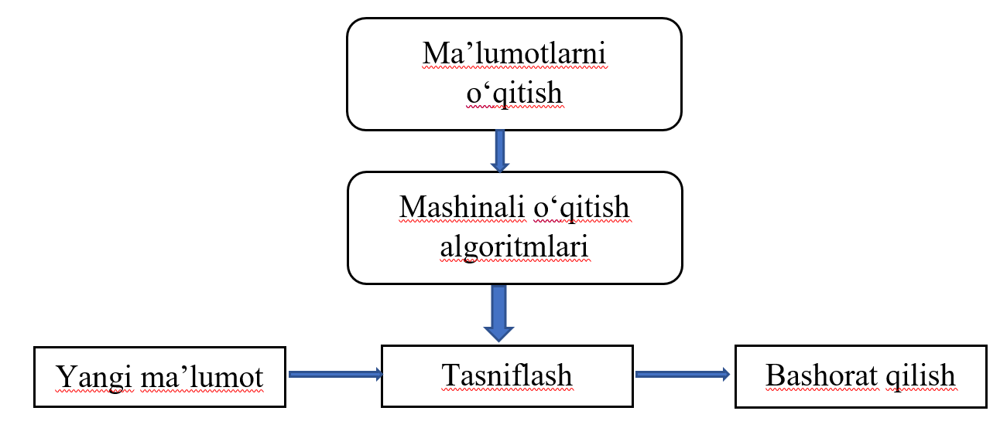 Ma’lumotlarni
o‘qitish
Mashinali o‘qitish
algoritmlari
Yangi ma’lumot
Tasniflash
Bashorat qilish